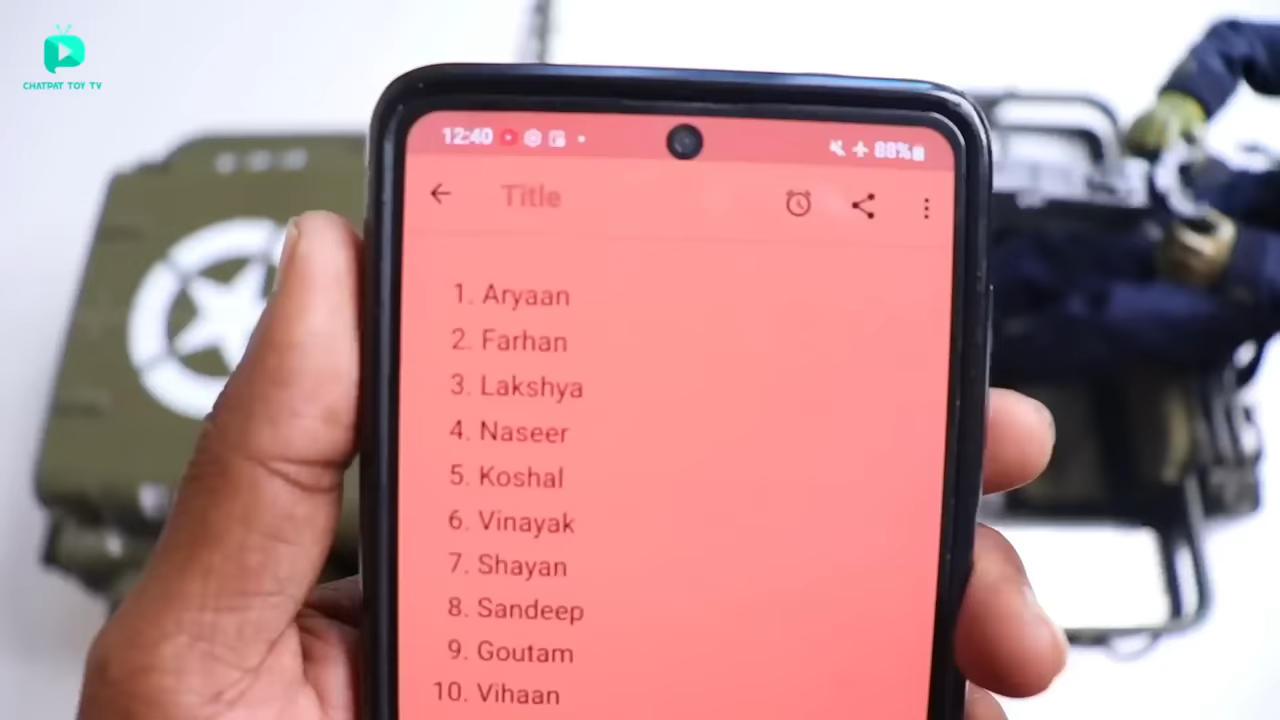 CHATPAT TOY TV
12:40
88%
Title
1. Aryaan
2. Farhan
3. Lakshya
4. Naseer
5. Koshal
6. Vinayak
7. Shayan
8. Sandeep
9. Goutam
10. Vihaan